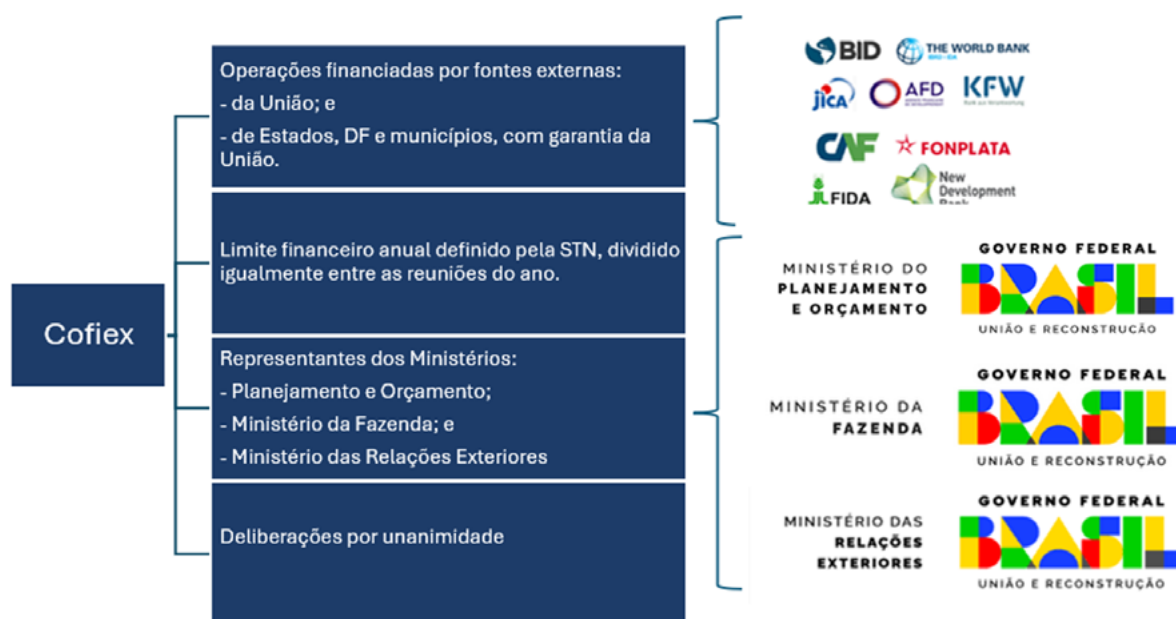 Cofiex
Operações financiadas por fontes externas:
- da União; e
- de Estados, DF e municípios, com garantia da
União.
Limite financeiro anual definido pela STN, dividido
igualmente entre as reuniões do ano.
Representantes dos Ministérios:
- Planejamento e Orçamento;
- Ministério da Fazenda; e
- Ministério das Relações Exteriores
Deliberações por unanimidade
BID
THE WORLD BANK
jica
AFD
KFW
CAF
FONPLATA
FIDA
New
Development
Bank
MINISTÉRIO DO
PLANEJAMENTO
E ORÇAMENTO
GOVERNO FEDERAL
BRASIL
UNIÃO E RECONSTRUÇÃO
MINISTÉRIO DA
FAZENDA
GOVERNO FEDERAL
BRASIL
UNIÃO E RECONSTRUÇÃO
MINISTÉRIO DAS
RELAÇÕES
EXTERIORES
GOVERNO FEDERAL
BRASIL
UNIÃO E RECONSTRUÇÃO